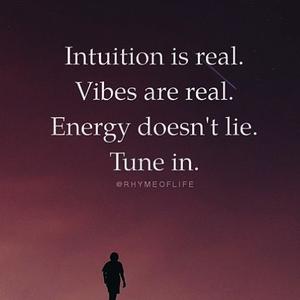 Intuition is real.
Vibes are real.
Energy doesn't lie.
Tune in.
@RHYMEOFLIFE